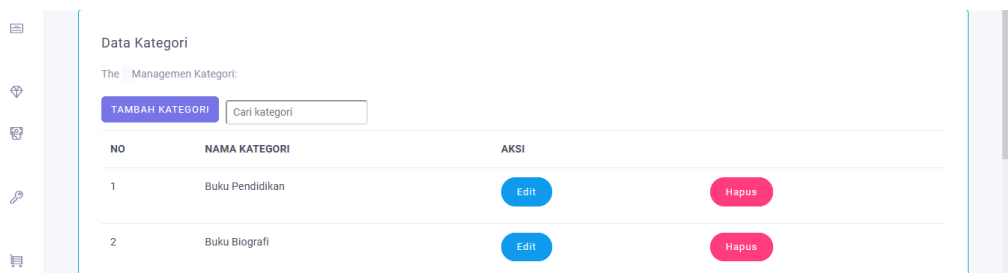 Data Kategori
The Managemen Kategori:
TAMBAH KATEGORI Cari kategori
NO NAMA KATEGORI AKSI
1 Buku Pendidikan Edit Hapus
2 Buku Biografi Edit Hapus